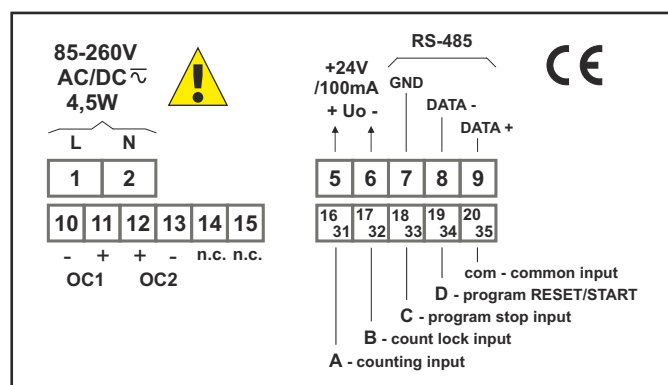 85-260V
AC/DC
4,5W
L N
1 2
10 11 12 13 14 15
- + + - n.c. n.c.
OC1 OC2
RS-485
+24V
/100mA
+ Uo -
GND
DATA -
DATA +
CE
5 6 7 8 9
16 17 18 19 20
31 32 33 34 35
com - common input
D - program RESET/START
C - program stop input
B - count lock input
A - counting input